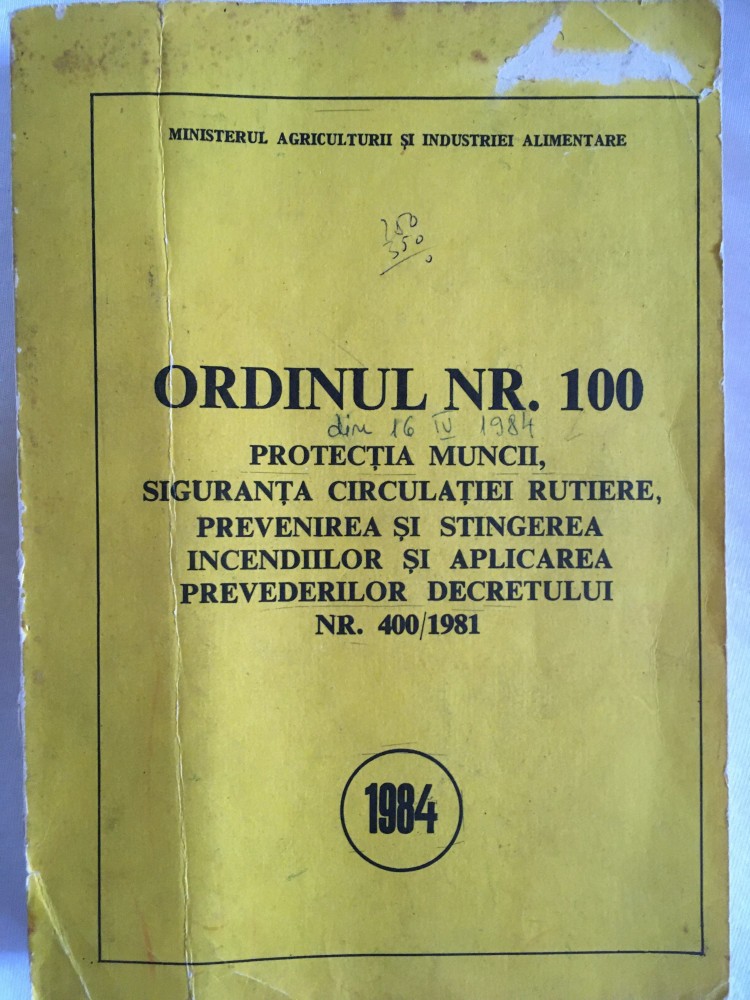 MINISTERUL AGRICULTURII ȘI INDUSTRIEI ALIMENTARE
250
350
ORDINUL NR. 100
din 16 IV 1984
PROTECȚIA MUNCII,
SIGURANȚA CIRCULAȚIEI RUTIERE,
PREVENIREA ȘI STINGEREA
INCENDIILOR ȘI APLICAREA
PREVEDERILOR DECRETULUI
NR. 400/1981
1984